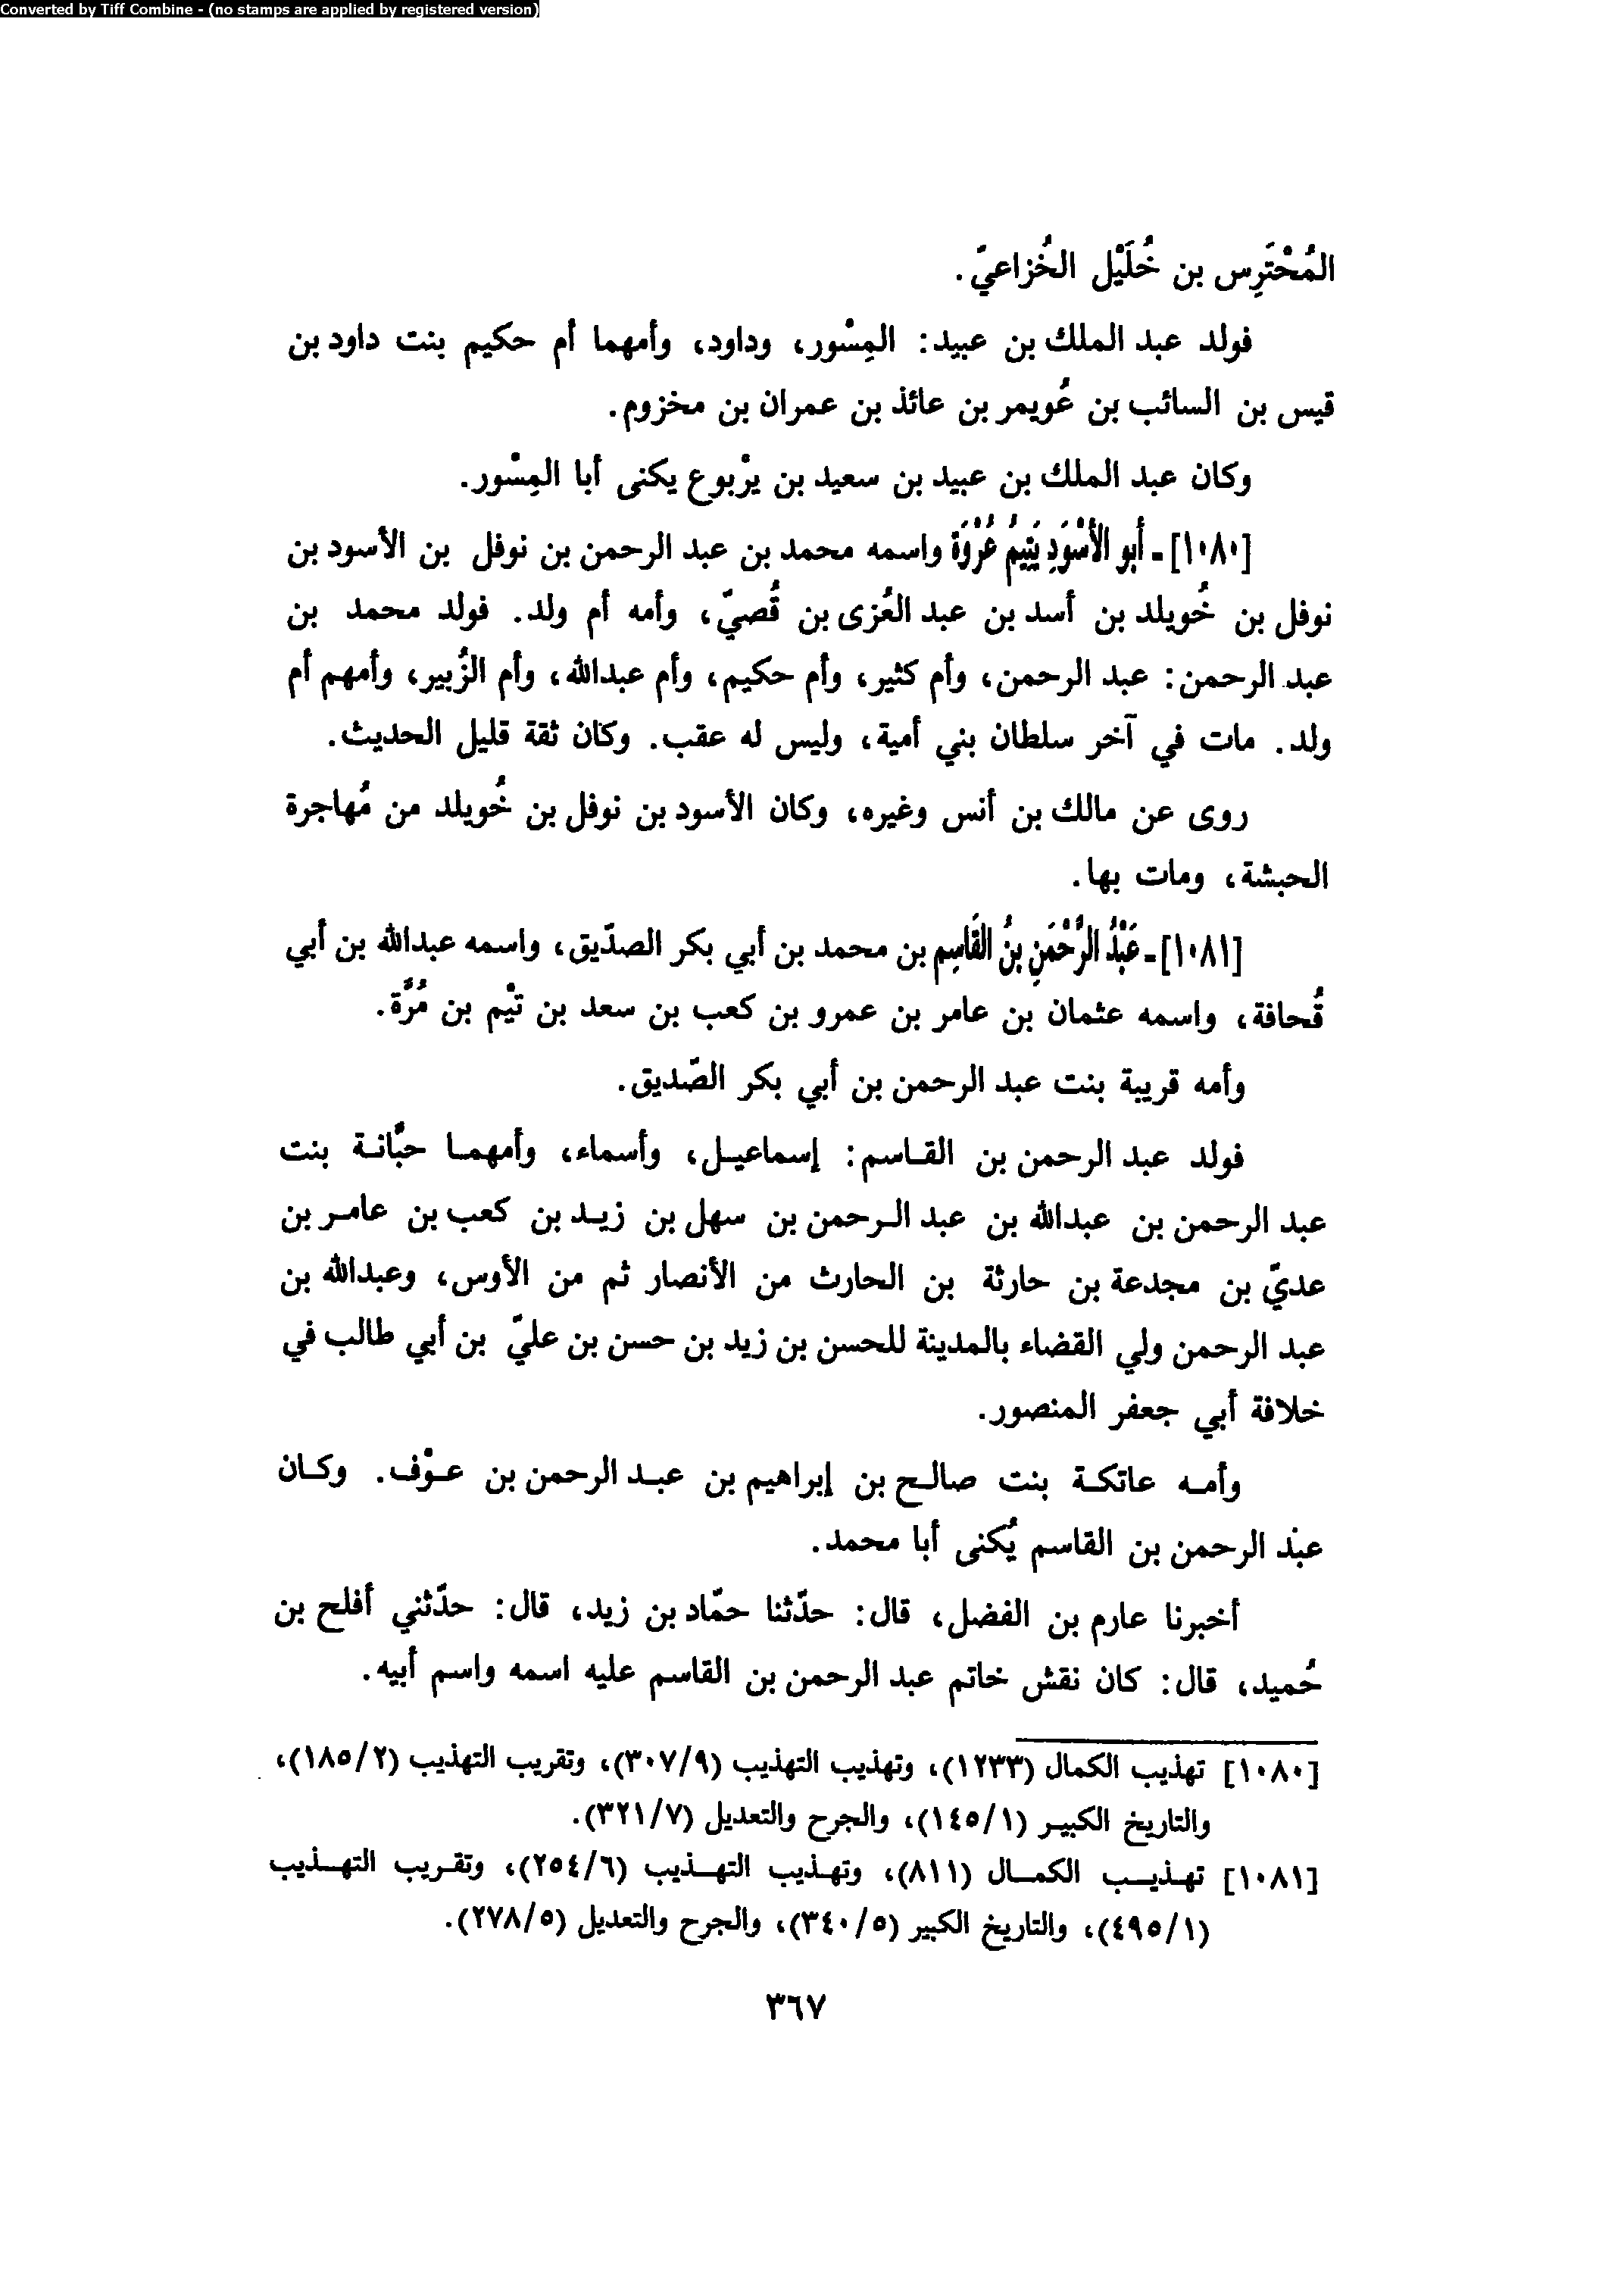 Converted by Tiff Combine - (no stamps are applied by registered version)
المُحْتَرِس بن خُلَيْل الخُزاعيّ.
فولد عبد الملك بن عبيد: المِسْور، وداود، وأمهما أم حكيم بنت داود بن
قيس بن السائب بن عُويمر بن عائذ بن عمران بن مخزوم.
وكان عبد الملك بن عبيد بن سعيد بن يرْبوع يكنى أبا المِسْور.
[١٠٨٠] - أَبو الأَسْوَدِ يَتِيمُ عُرْوَةَ واسمه محمد بن عبد الرحمن بن نوفل بن الأسود بن
نوفل بن خُويلد بن أسد بن عبد العُزى بن قُصيّ، وأمه أم ولد. فولد محمد بن
عبد الرحمن: عبد الرحمن، وأم كثير، وأم حكيم، وأم عبدالله، وأم الزُبير، وأمهم أم
ولد. مات في آخر سلطان بني أمية، وليس له عقب. وكان ثقة قليل الحديث.
روى عن مالك بن أنس وغيره، وكان الأسود بن نوفل بن خُويلد من مُهاجرة
الحبشة، ومات بها.
[١٠٨١] - عَبْدُ الرَّحْمَنِ بنُ القَاسِمِ بن محمد بن أبي بكر الصدّيق، واسمه عبدالله بن أبي
قُحافة، واسمه عثمان بن عامر بن عمرو بن كعب بن سعد بن تيْم بن مُرَّة.
وأمه قريبة بنت عبد الرحمن بن أبي بكر الصّديق.
فولد عبد الرحمن بن القاسم: إسماعيل، وأسماء، وأمهما حبَّانة بنت
عبد الرحمن بن عبدالله بن عبد الرحمن بن سهل بن زيد بن كعب بن عامر بن
عديّ بن مجدعة بن حارثة بن الحارث من الأنصار ثم من الأوس، وعبدالله بن
عبد الرحمن ولي القضاء بالمدينة للحسن بن زيد بن حسن بن عليّ بن أبي طالب في
خلافة أبي جعفر المنصور.
وأمه عاتكة بنت صالح بن إبراهيم بن عبد الرحمن بن عوْف. وكان
عبد الرحمن بن القاسم يُكنى أبا محمد.
أخبرنا عارم بن الفضل، قال: حدّثنا حمّاد بن زيد، قال: حدّثني أفلح بن
حُميد، قال: كان نقش خاتم عبد الرحمن بن القاسم عليه اسمه واسم أبيه.
[١٠٨٠] تهذيب الكمال (١٢٣٣)، وتهذيب التهذيب (٣٠٧/٩)، وتقريب التهذيب (١٨٥/٢)،
والتاريخ الكبير (١٤٥/١)، والجرح والتعديل (٣٢١/٧).
[١٠٨١] تهذيب الكمال (٨١١)، وتهذيب التهذيب (٢٥٤/٦)، وتقريب التهذيب
(٤٩٥/١)، والتاريخ الكبير (٣٤٠/٥)، والجرح والتعديل (٢٧٨/٥).
٣٦٧